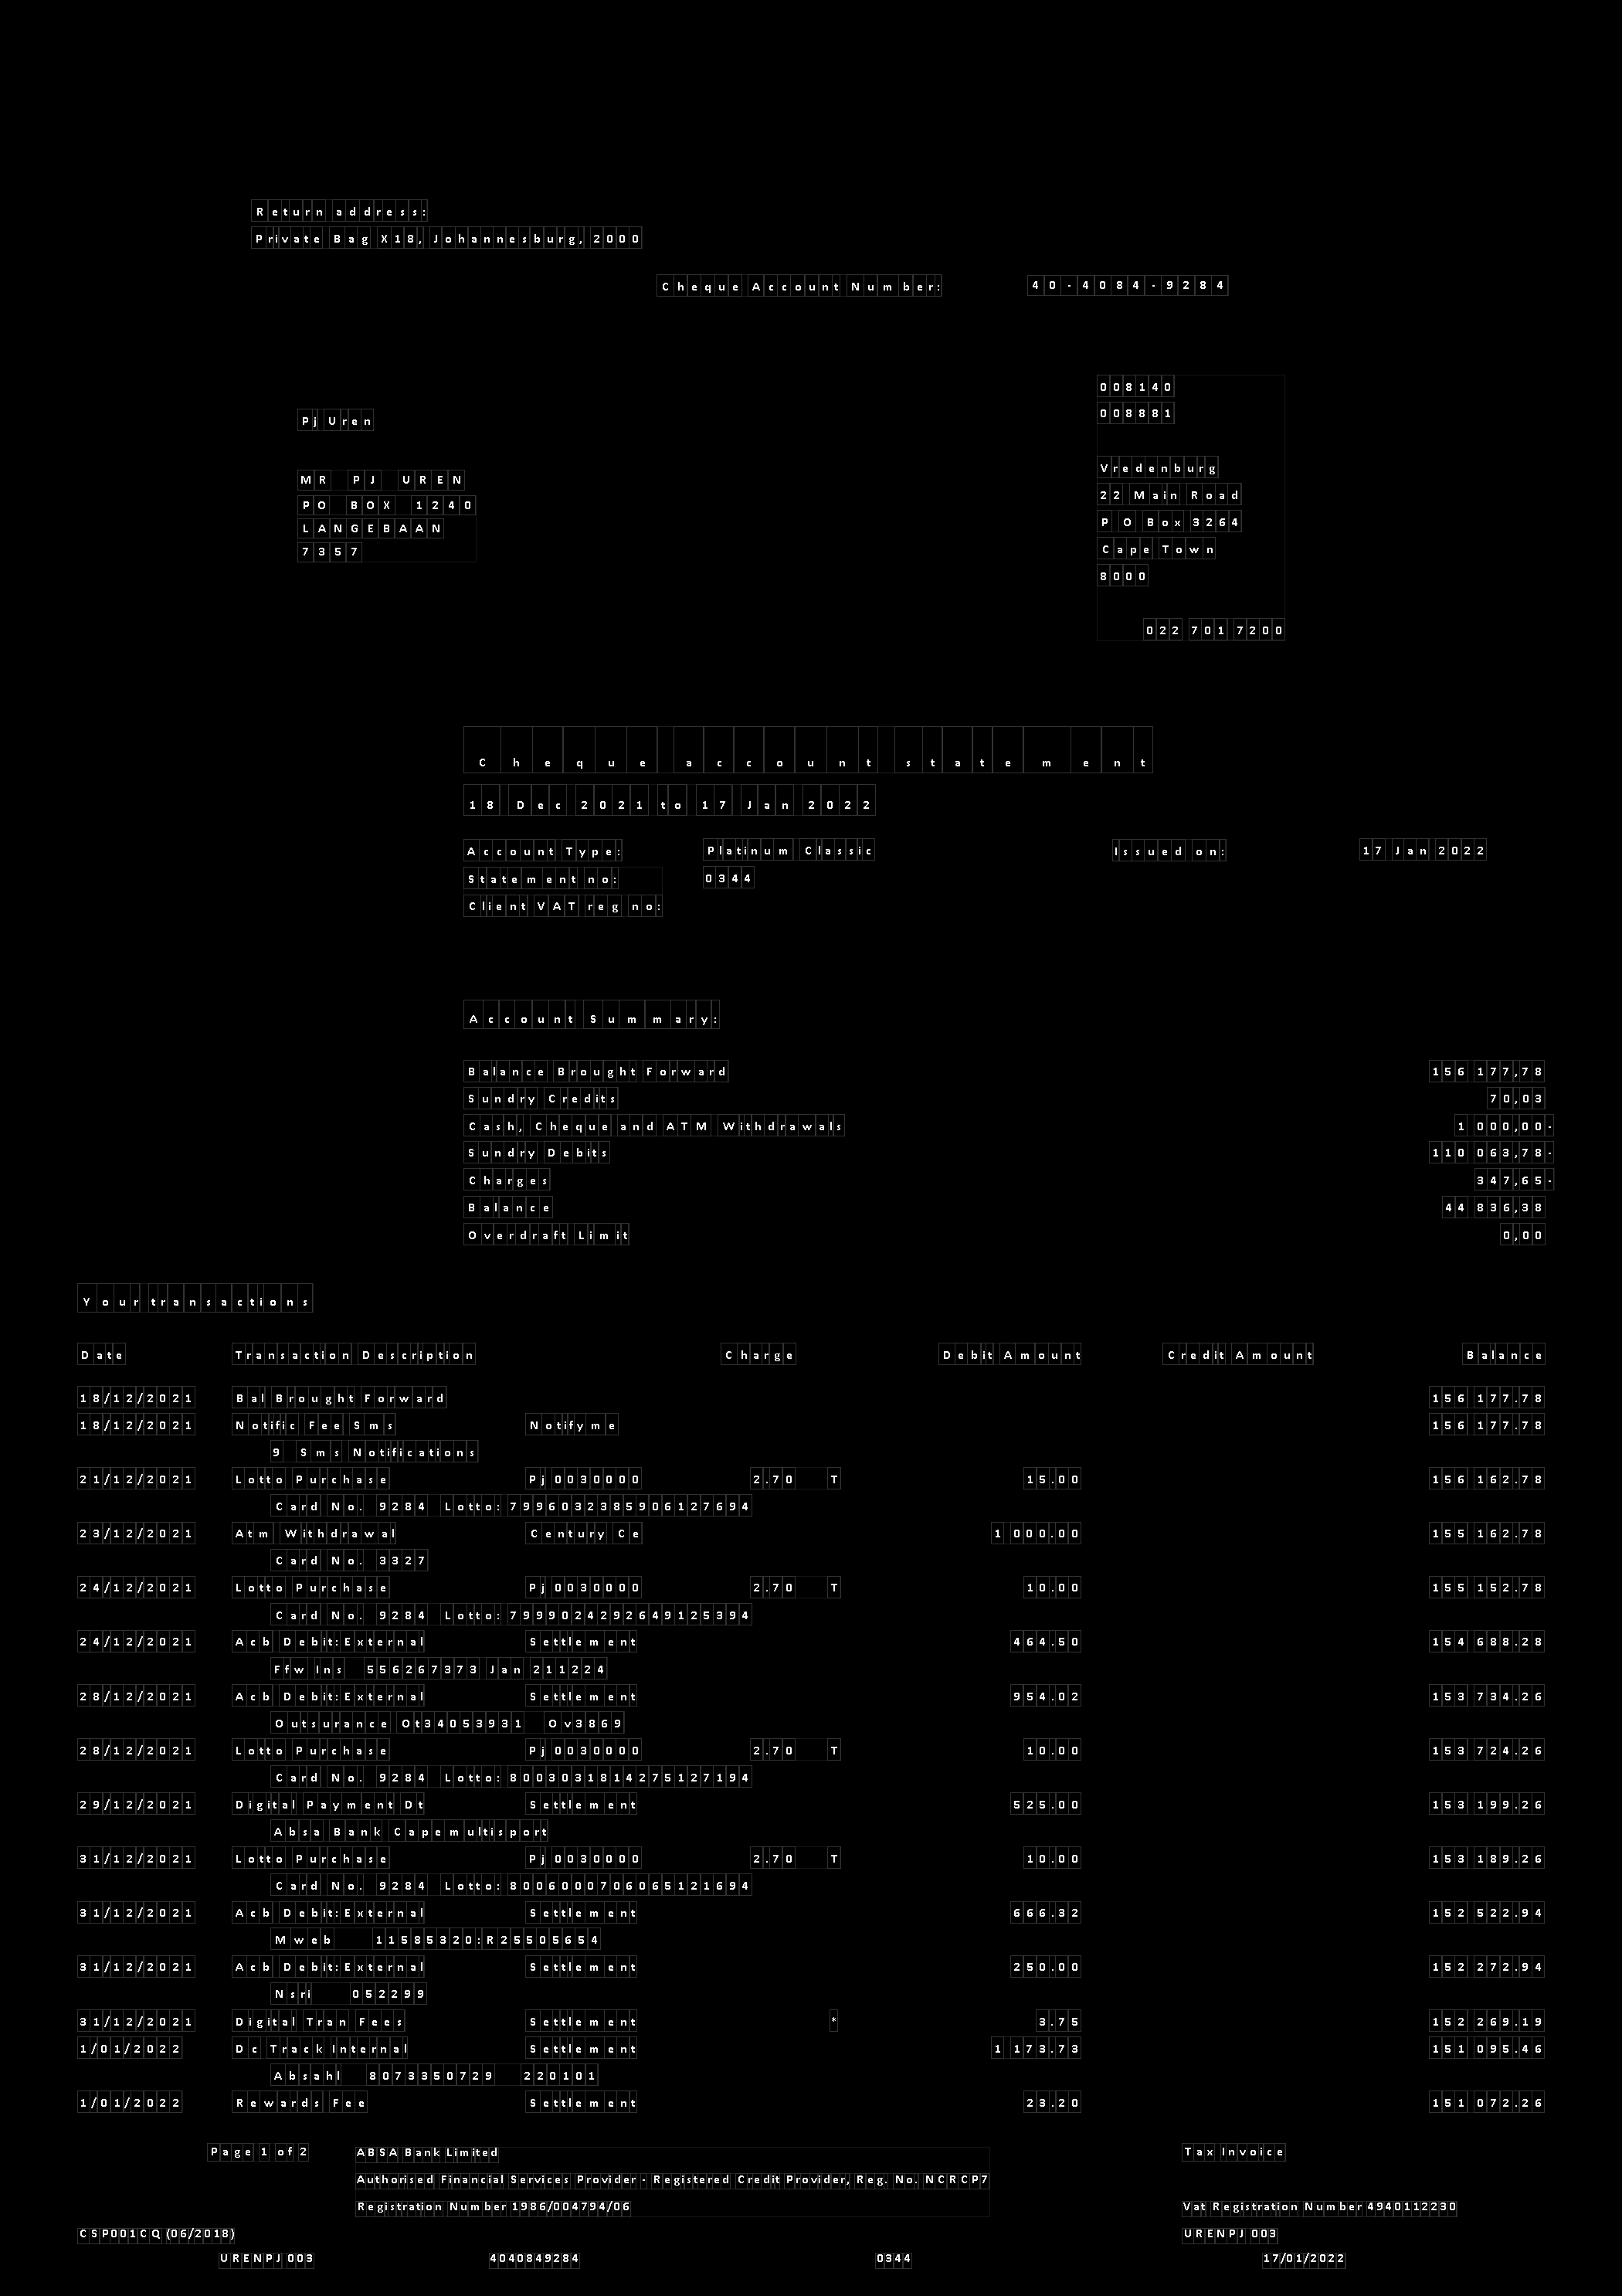 Return address:
Private Bag X18, Johannesburg, 2000
Cheque Account Number: 40-4084-9284
008140
008881
Pj Uren
Vredenburg
MR PJ UREN
22 Main Road
PO BOX 1240
P O Box 3264
LANGEBAAN
Cape Town
7357
8000
022 701 7200
Cheque account statement
18 Dec 2021 to 17 Jan 2022
Account Type: Platinum Classic Issued on: 17 Jan 2022
Statement no: 0344
Client VAT reg no:
Account Summary:
Balance Brought Forward 156 177,78
Sundry Credits 70,03
Cash, Cheque and ATM Withdrawals 1 000,00-
Sundry Debits 110 063,78-
Charges 347,65-
Balance 44 836,38
Overdraft Limit 0,00
Your transactions
Date Transaction Description Charge Debit Amount Credit Amount Balance
18/12/2021 Bal Brought Forward 156 177.78
18/12/2021 Notific Fee Sms Notifyme 156 177.78
9 Sms Notifications
21/12/2021 Lotto Purchase Pj 0030000 2.70 T 15.00 156 162.78
Card No. 9284 Lotto: 7996032385906127694
23/12/2021 Atm Withdrawal Century Ce 1 000.00 155 162.78
Card No. 3327
24/12/2021 Lotto Purchase Pj 0030000 2.70 T 10.00 155 152.78
Card No. 9284 Lotto: 7999024292649125394
24/12/2021 Acb Debit:External Settlement 464.50 154 688.28
Ffw Ins 556267373 Jan 211224
28/12/2021 Acb Debit:External Settlement 954.02 153 734.26
Outsurance Ot34053931 Ov3869
28/12/2021 Lotto Purchase Pj 0030000 2.70 T 10.00 153 724.26
Card No. 9284 Lotto: 8003031814275127194
29/12/2021 Digital Payment Dt Settlement 525.00 153 199.26
Absa Bank Capemultisport
31/12/2021 Lotto Purchase Pj 0030000 2.70 T 10.00 153 189.26
Card No. 9284 Lotto: 8006000706065121694
31/12/2021 Acb Debit:External Settlement 666.32 152 522.94
Mweb 11585320:R25505654
31/12/2021 Acb Debit:External Settlement 250.00 152 272.94
Nsri 052299
31/12/2021 Digital Tran Fees Settlement * 3.75 152 269.19
1/01/2022 Dc Track Internal Settlement 1 173.73 151 095.46
Absahl 8073350729 220101
1/01/2022 Rewards Fee Settlement 23.20 151 072.26
Page 1 of 2 ABSA Bank Limited Tax Invoice
Authorised Financial Services Provider - Registered Credit Provider, Reg. No. NCRCP7
Registration Number 1986/004794/06 Vat Registration Number 4940112230
CSP001CQ (06/2018) URENPJ 003
URENPJ 003 4040849284 0344 17/01/2022